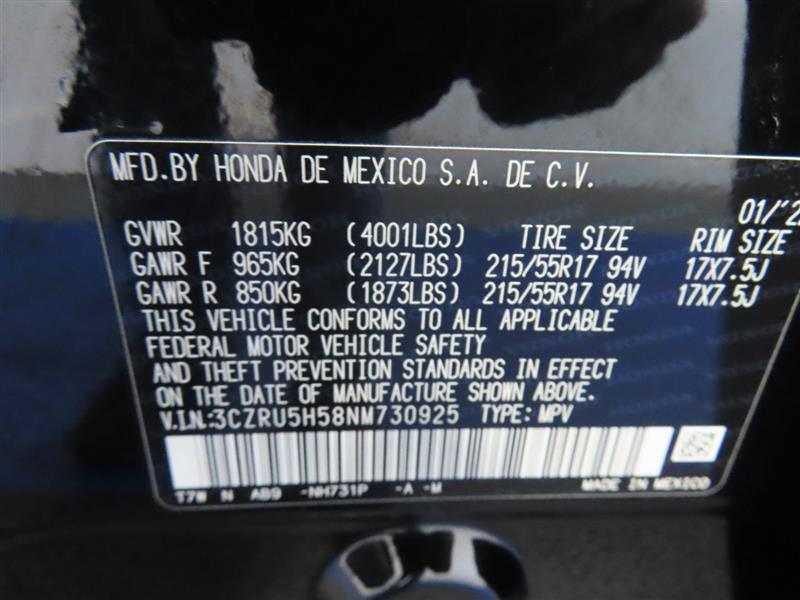 MFD.BY HONDA DE MEXICO S.A. DE C.V.
01/'2
GVWR 1815KG (4001LBS) TIRE SIZE RIM SIZE
GAWR F 965KG (2127LBS) 215/55R17 94V 17X7.5J
GAWR R 850KG (1873LBS) 215/55R17 94V 17X7.5J
THIS VEHICLE CONFORMS TO ALL APPLICABLE
FEDERAL MOTOR VEHICLE SAFETY
AND THEFT PREVENTION STANDARDS IN EFFECT
ON THE DATE OF MANUFACTURE SHOWN ABOVE.
V.I.N:3CZRU5H58NM730925 TYPE: MPV
T7W N AB9 -NH731P -A -M MADE IN MEXICO